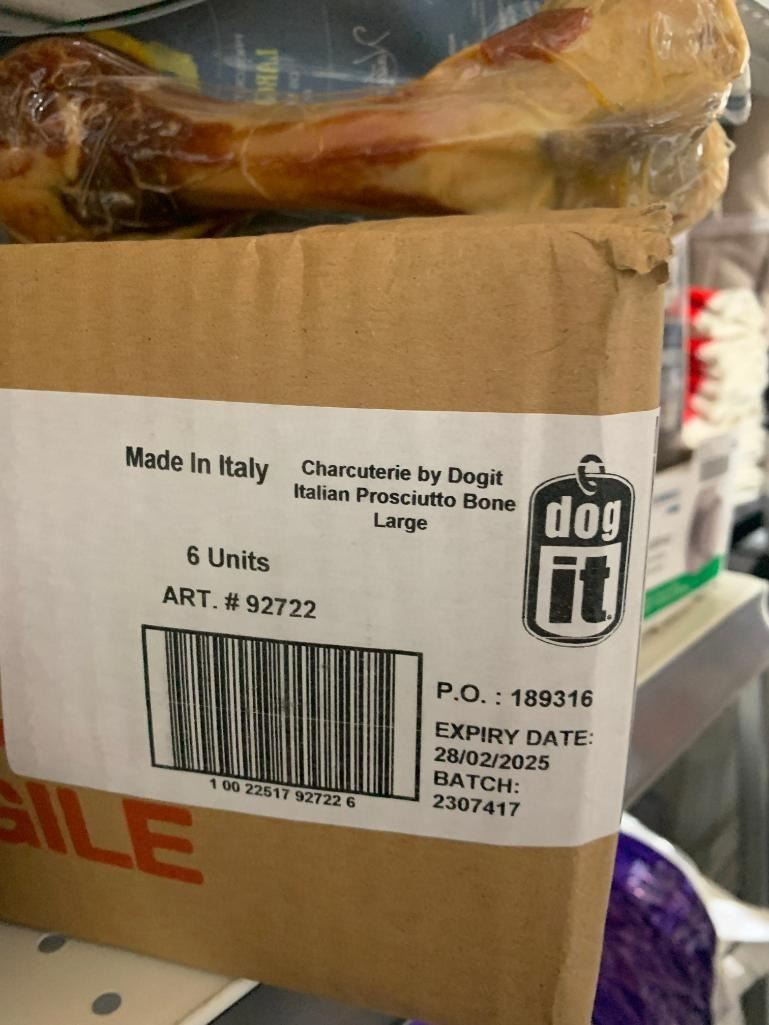 Made In Italy
Charcuterie by Dogit
Italian Prosciutto Bone
Large
dog
it
6 Units
ART. # 92722
1 00 22517 92722 6
P.O. : 189316
EXPIRY DATE:
28/02/2025
BATCH:
2307417
GILE